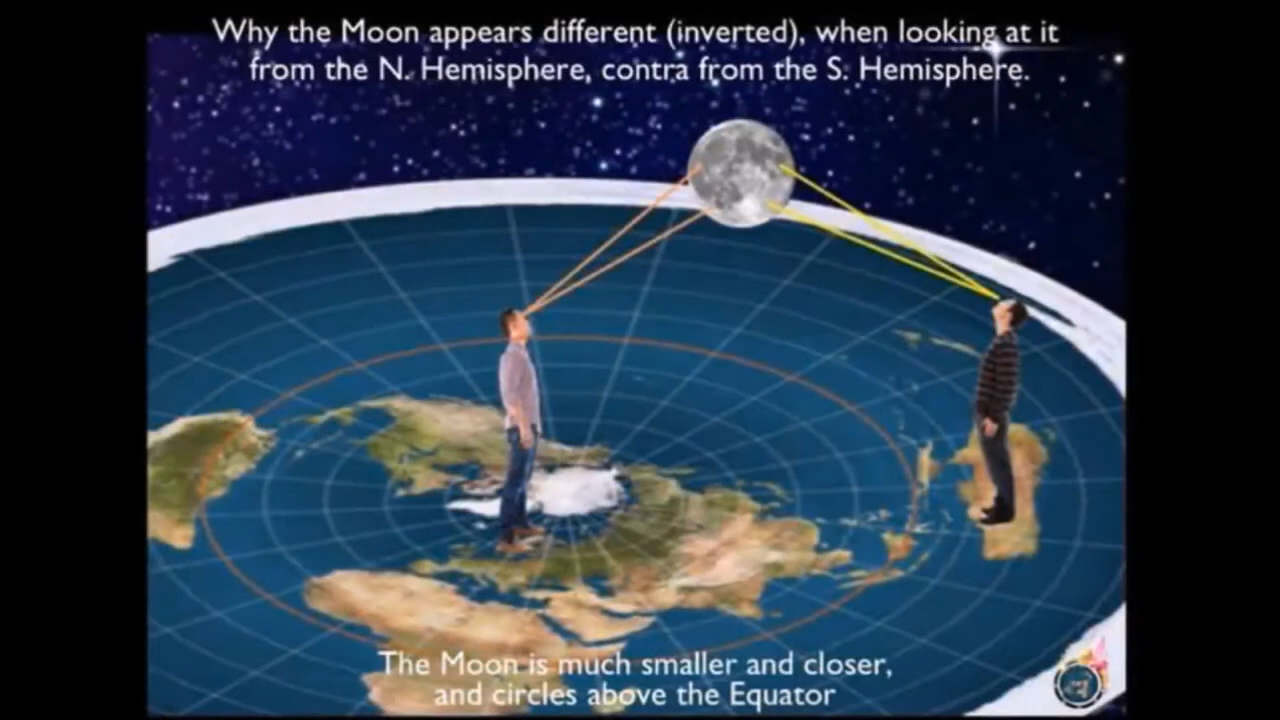 Why the Moon appears different (inverted), when looking at it
from the N. Hemisphere, contra from the S. Hemisphere.
The Moon is much smaller and closer,
and circles above the Equator